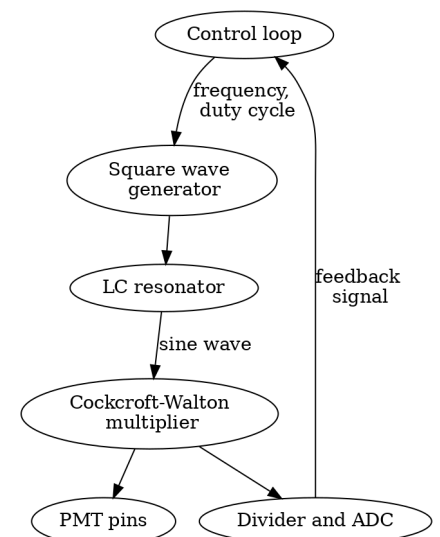 Control loop
frequency,
duty cycle
Square wave
generator
LC resonator
feedback
signal
sine wave
Cockcroft-Walton
multiplier
PMT pins
Divider and ADC